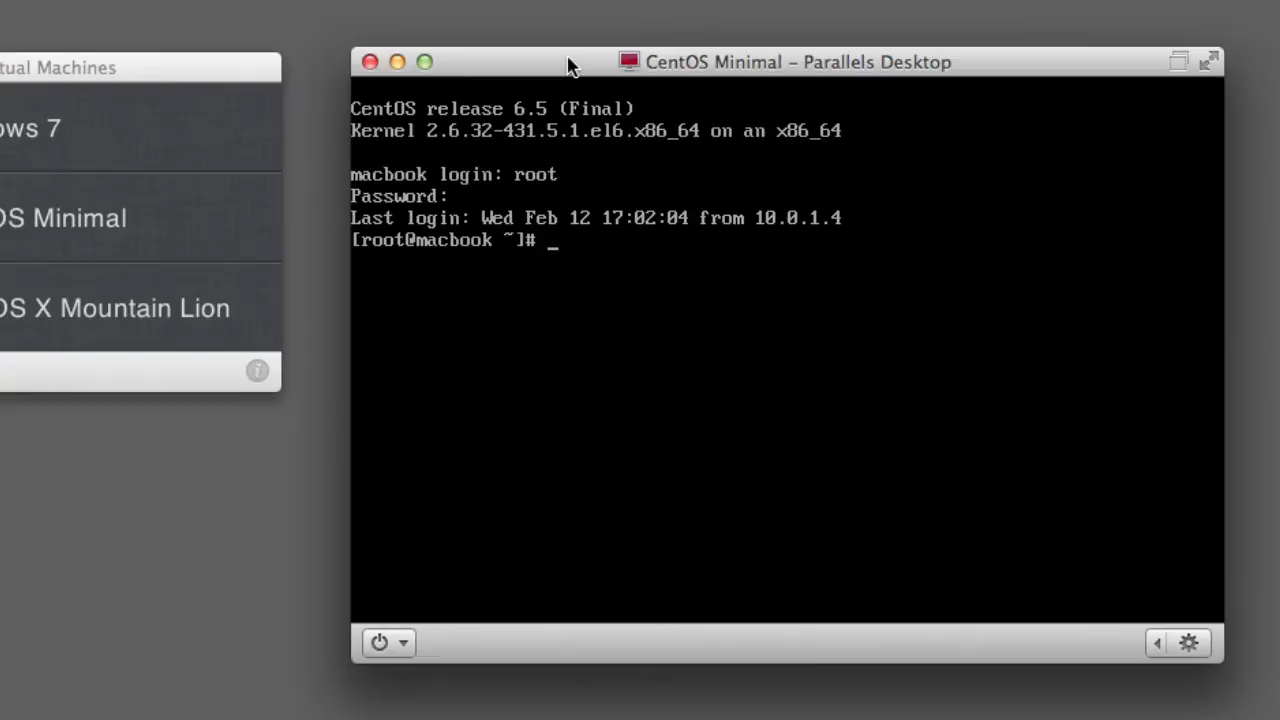 tual Machines
ows 7
OS Minimal
OS X Mountain Lion
CentOS Minimal – Parallels Desktop
CentOS release 6.5 (Final)
Kernel 2.6.32-431.5.1.el6.x86_64 on an x86_64
macbook login: root
Password:
Last login: Wed Feb 12 17:02:04 from 10.0.1.4
[root@macbook ~]# _